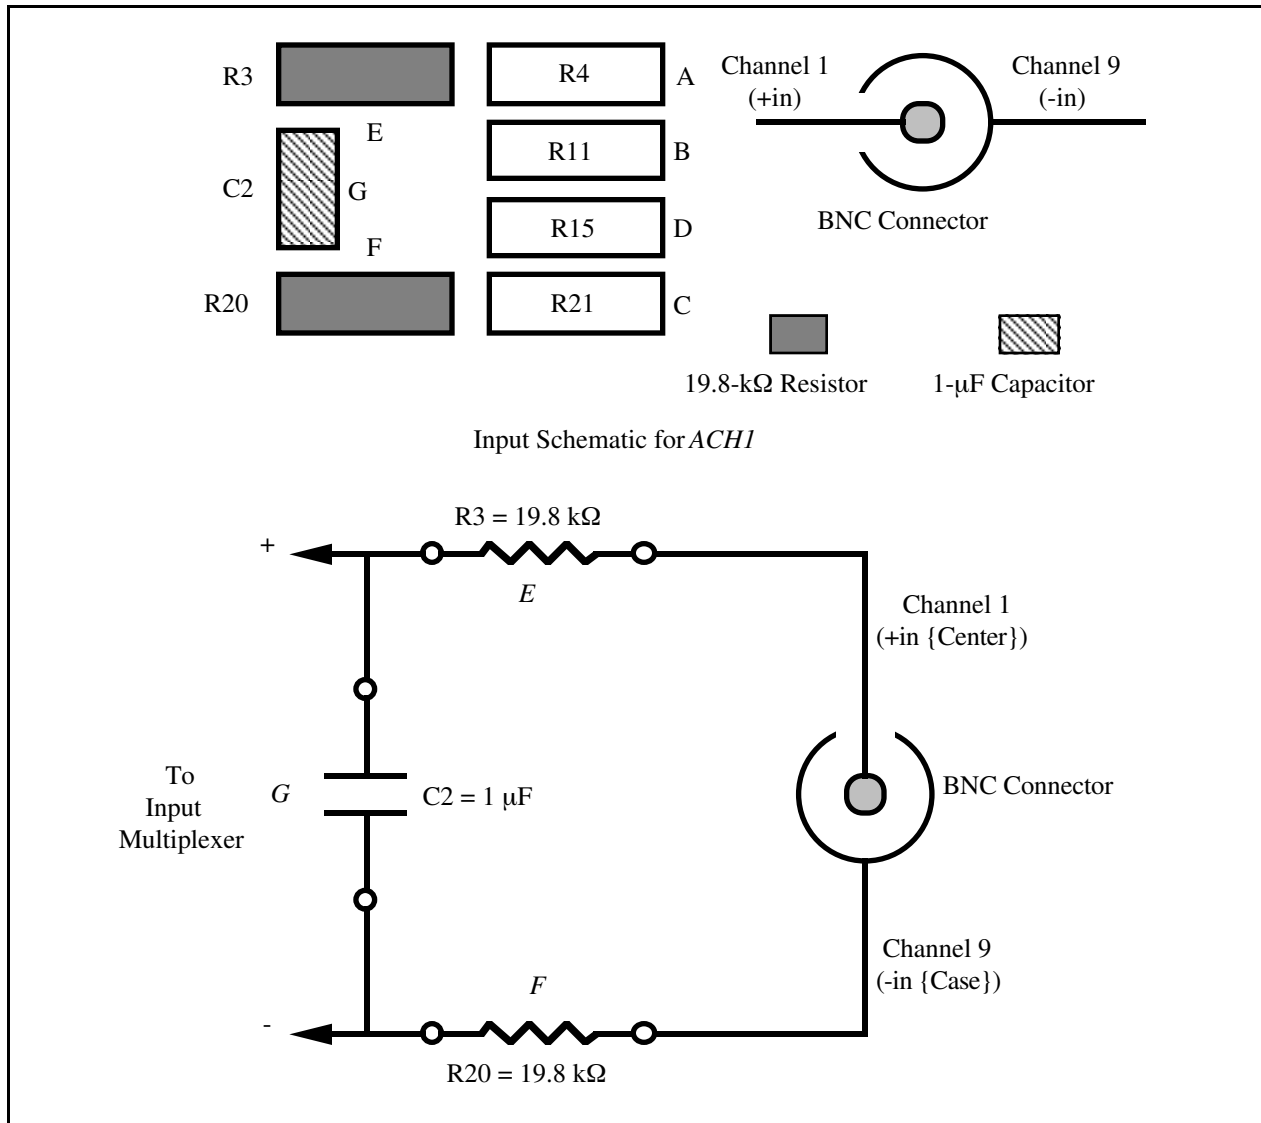 R3
R4
A
E
R11
B
C2
G
R15
D
F
R20
R21
C
Channel 1
(+in)
Channel 9
(-in)
BNC Connector
19.8-kΩ Resistor
1-µF Capacitor
Input Schematic for ACH1
R3 = 19.8 kΩ
+
E
Channel 1
(+in {Center})
To
Input
Multiplexer
G
C2 = 1 µF
BNC Connector
Channel 9
(-in {Case})
F
-
R20 = 19.8 kΩ